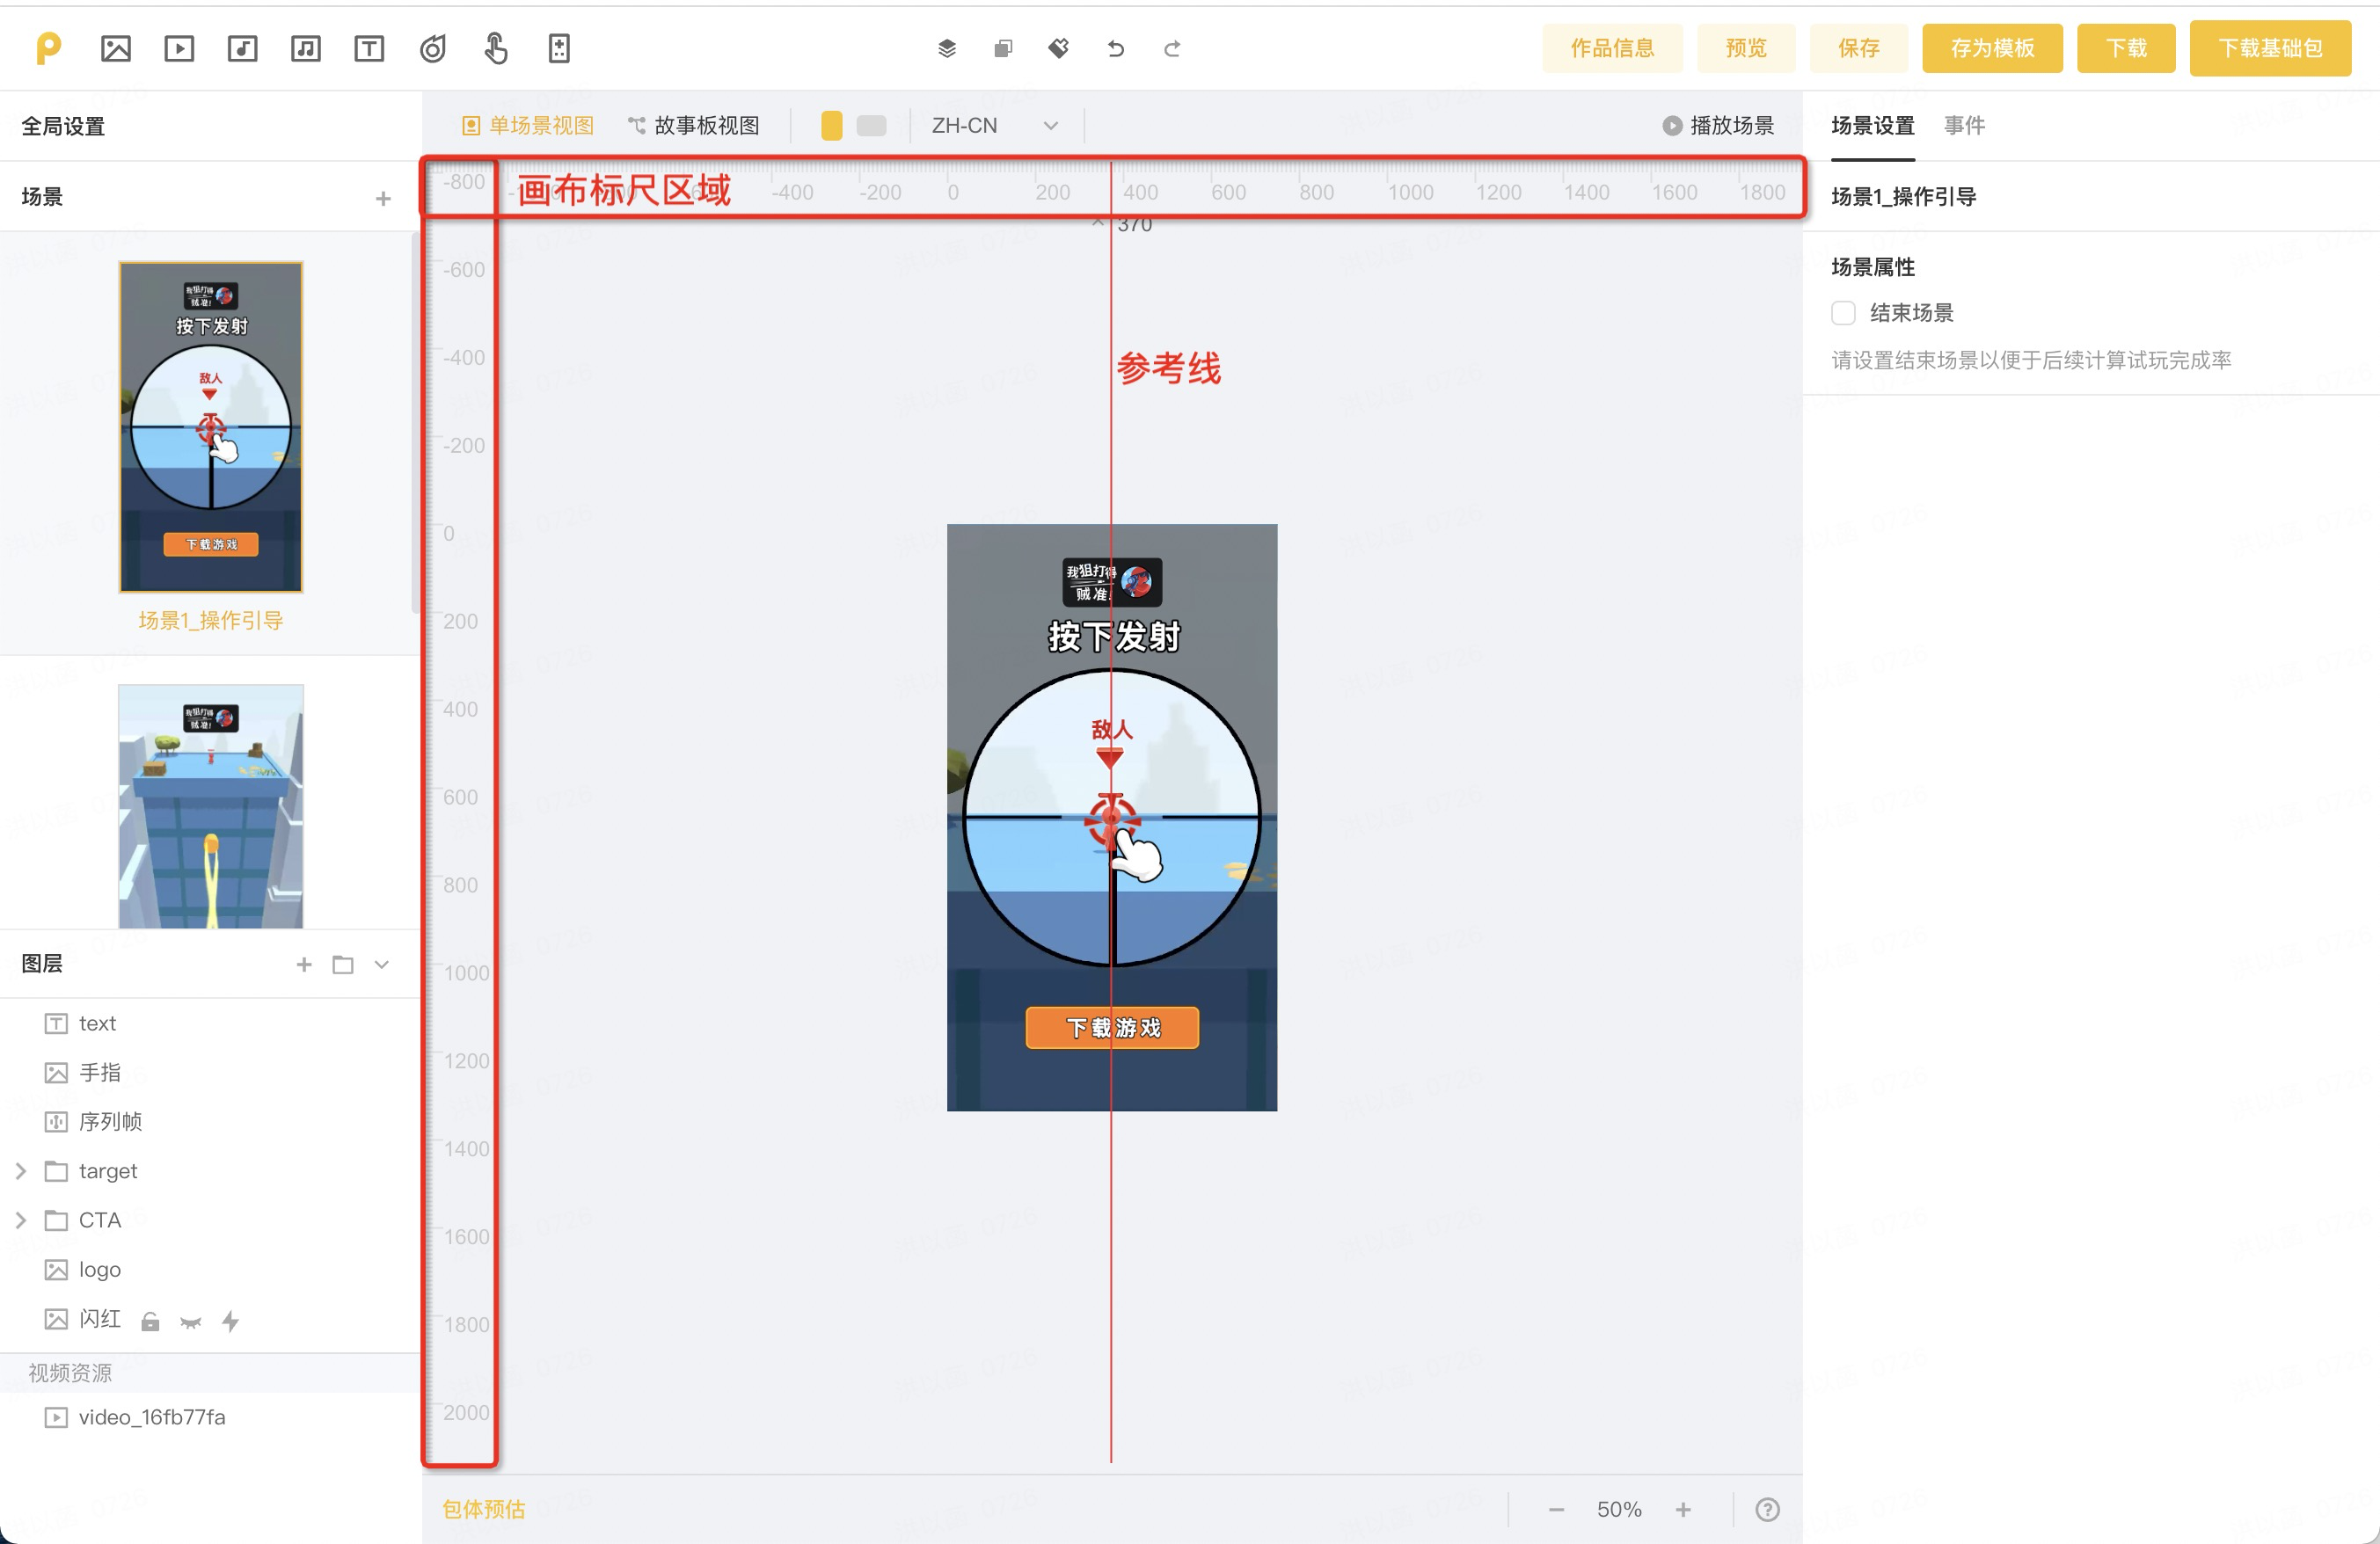 作品信息
预览
保存
存为模板
下载
下载基础包
全局设置
单场景视图
故事板视图
ZH-CN
播放场景
场景设置
事件
场景
画布标尺区域
-800
-400
-200
0
200
400
600
800
1000
1200
1400
1600
1800
370
场景1_操作引导
场景属性
结束场景
请设置结束场景以便于后续计算试玩完成率
参考线
-600
-400
-200
0
200
400
600
800
1000
1200
1400
1600
1800
2000
我狙打得
贼准!
按下发射
敌人
下载游戏
场景1_操作引导
我狙打得
贼准!
我狙打得
贼准!
按下发射
敌人
下载游戏
图层
text
手指
序列帧
target
CTA
logo
闪红
视频资源
video_16fb77fa
包体预估
50%